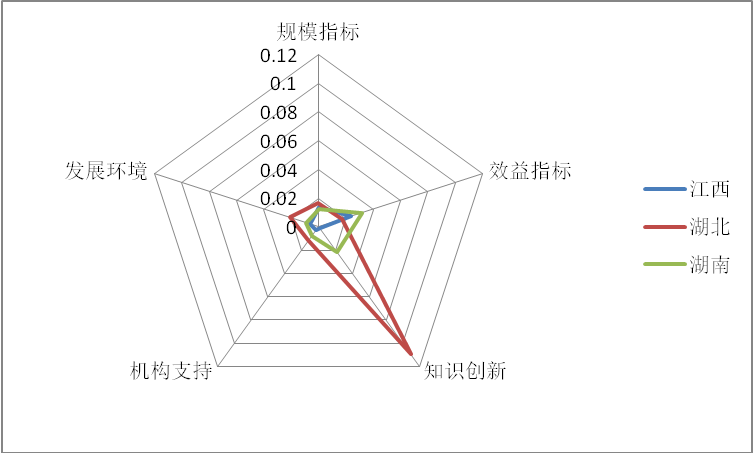 规模指标
0.12
0.1
0.08
0.06
0.04
0.02
0
效益指标
知识创新
机构支持
发展环境
江西
湖北
湖南